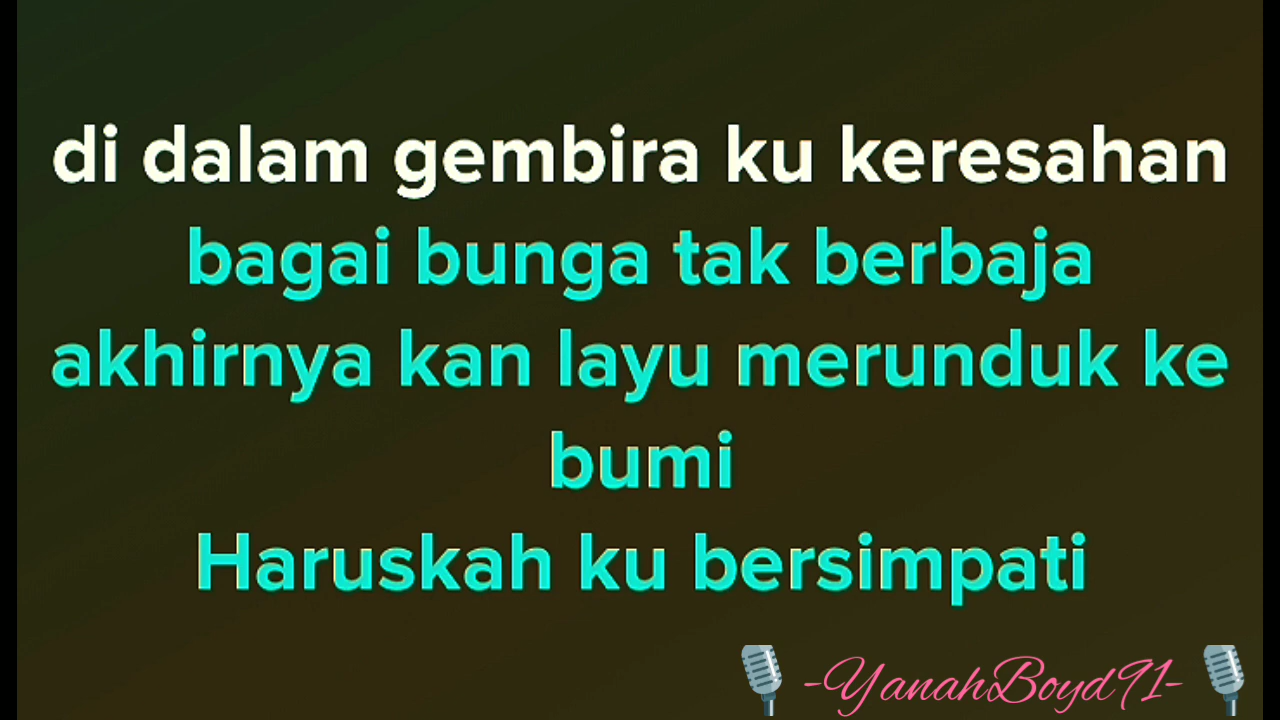 di dalam gembira ku keresahan
bagai bunga tak berbaja
akhirnya kan layu merunduk ke
bumi
Haruskah ku bersimpati
-YanahBoyd91-